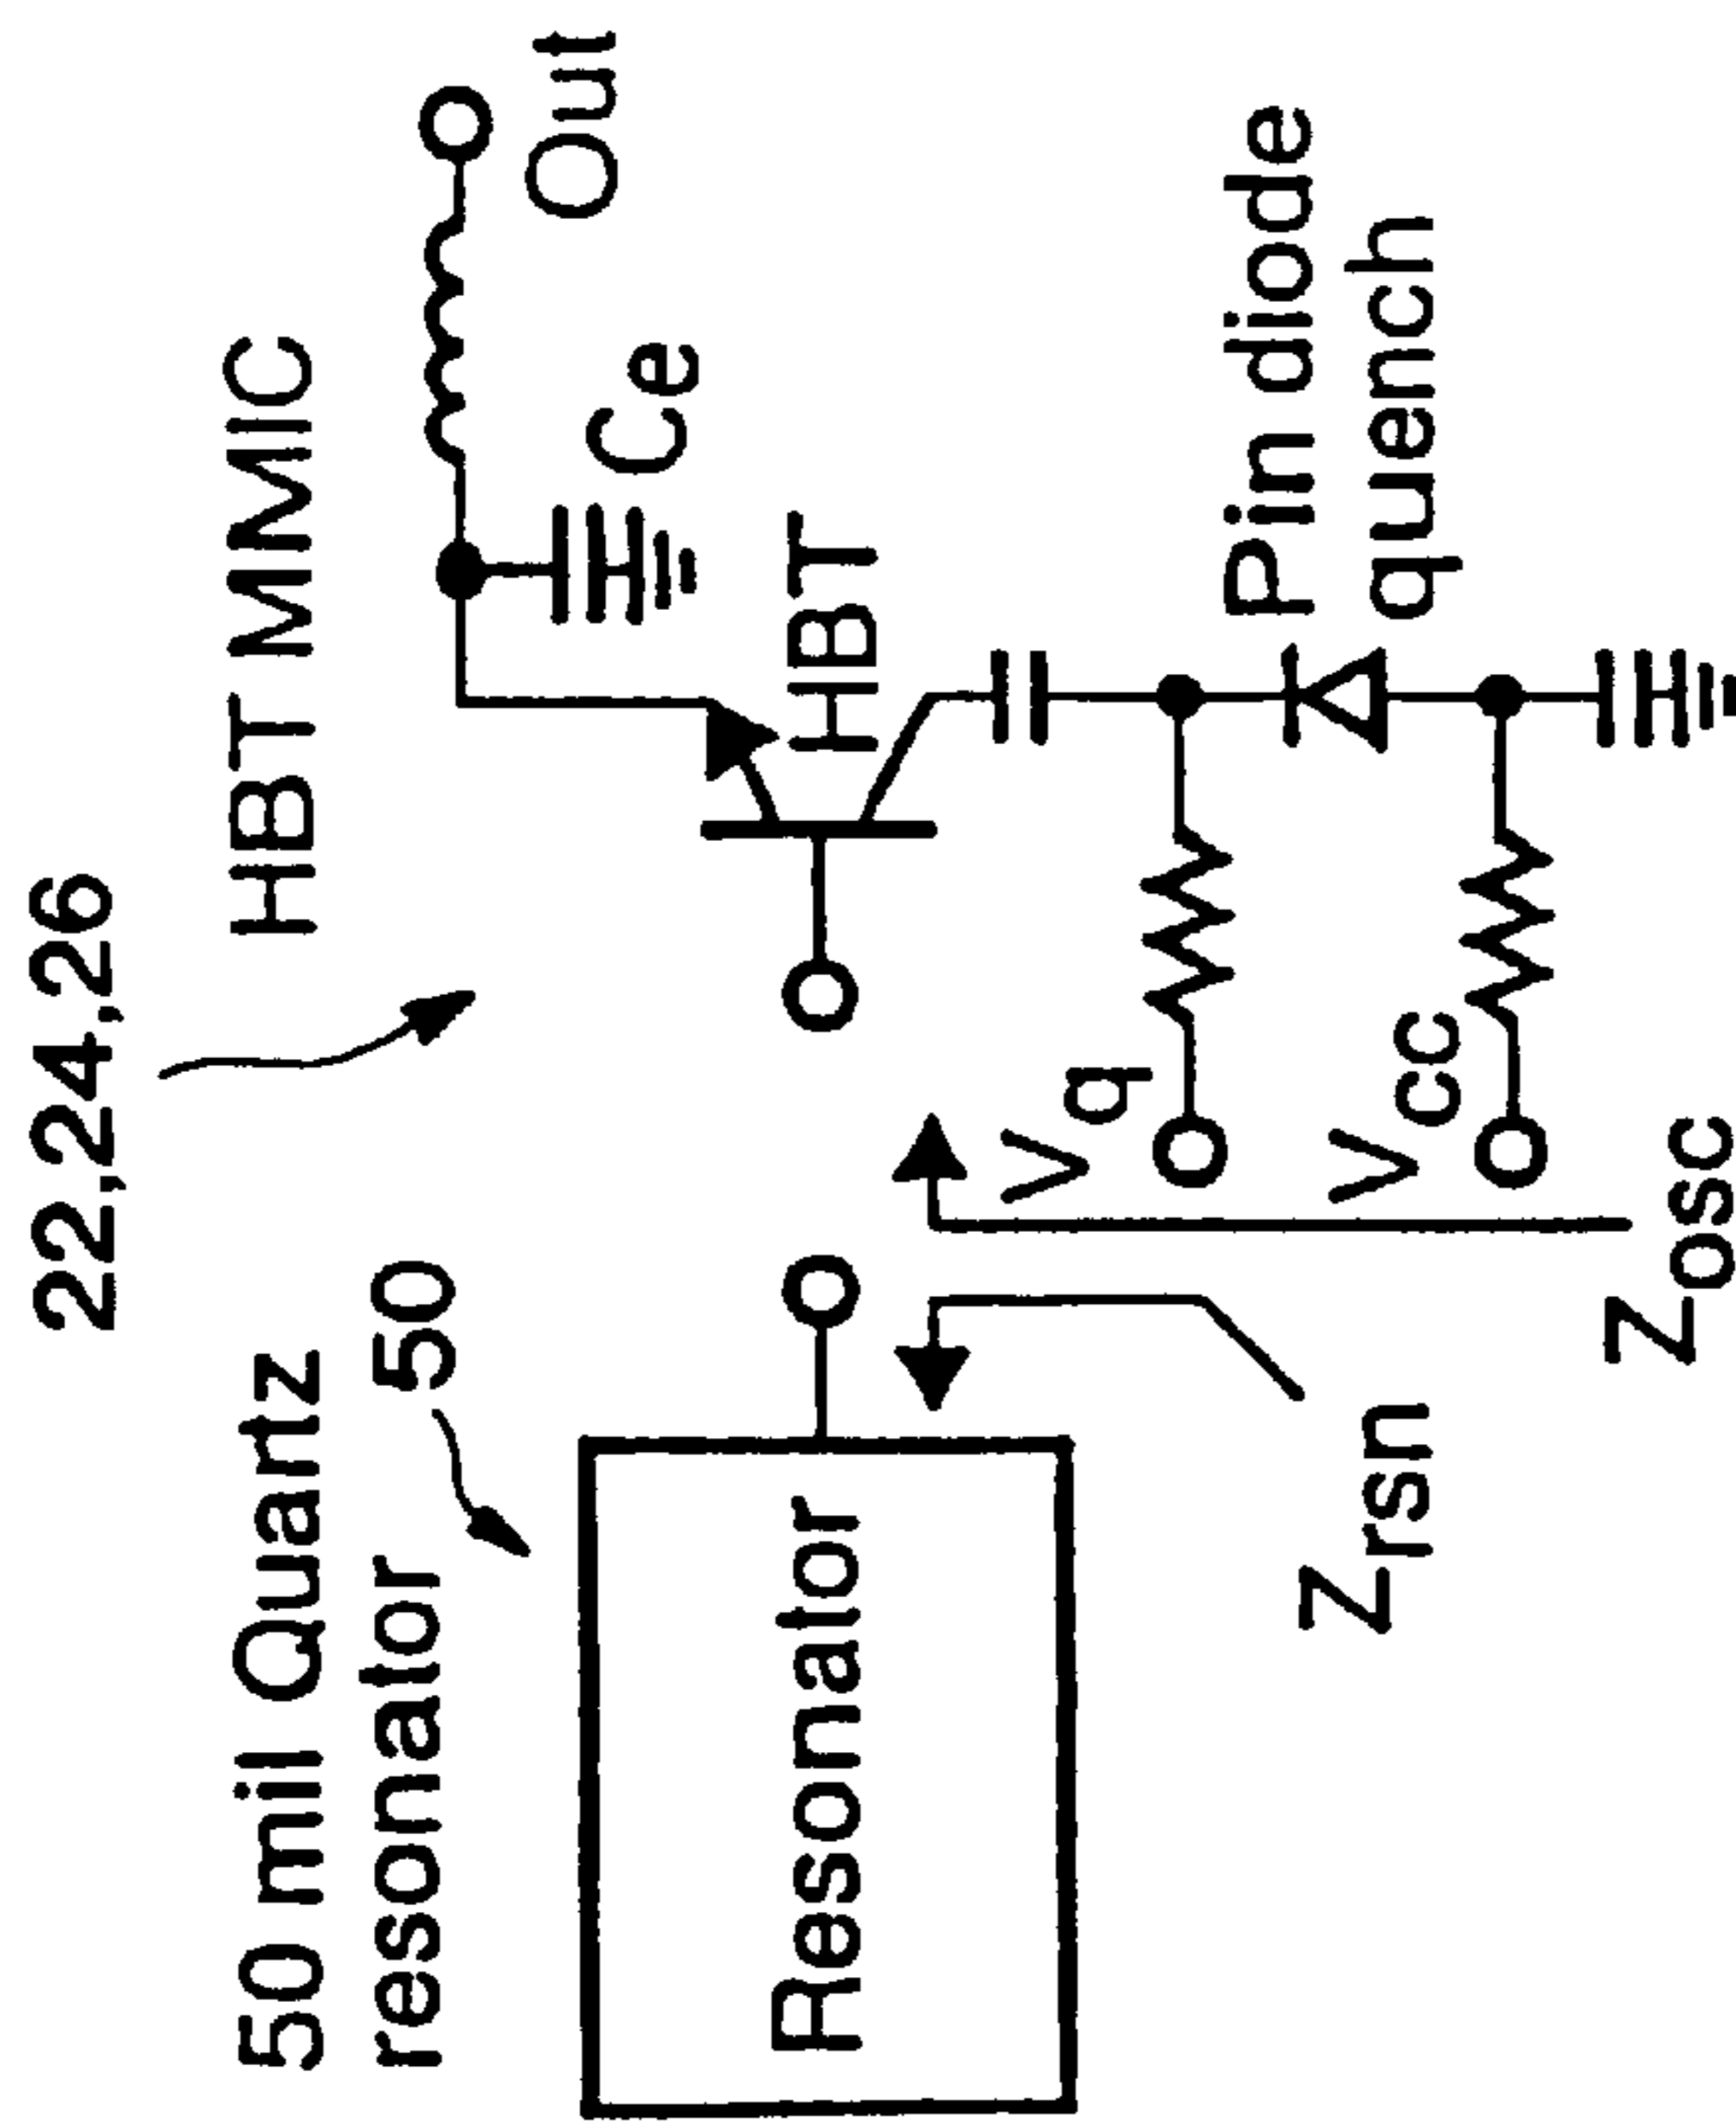 22,24,26
50 mil Quartz
resonator
50
HBT MMIC
Out
Ce
HBT
Resonator
Vq
Pin diode
quench
Zrsn
Vcc
Zosc